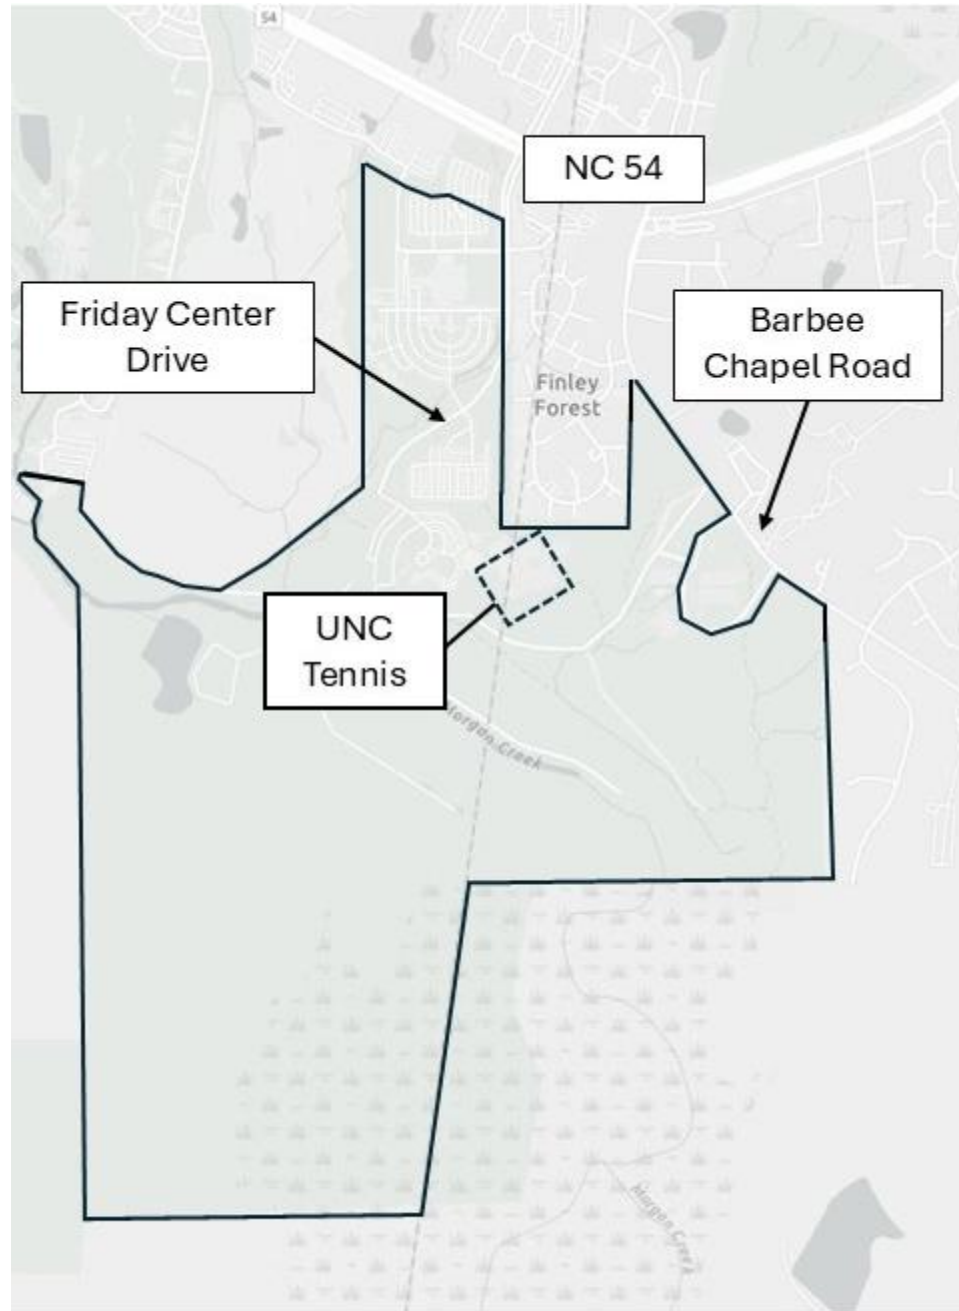 54
NC 54
Friday Center
Drive
Barbee
Chapel Road
Finley
Forest
UNC
Tennis
Morgan Creek
Morgan Creek